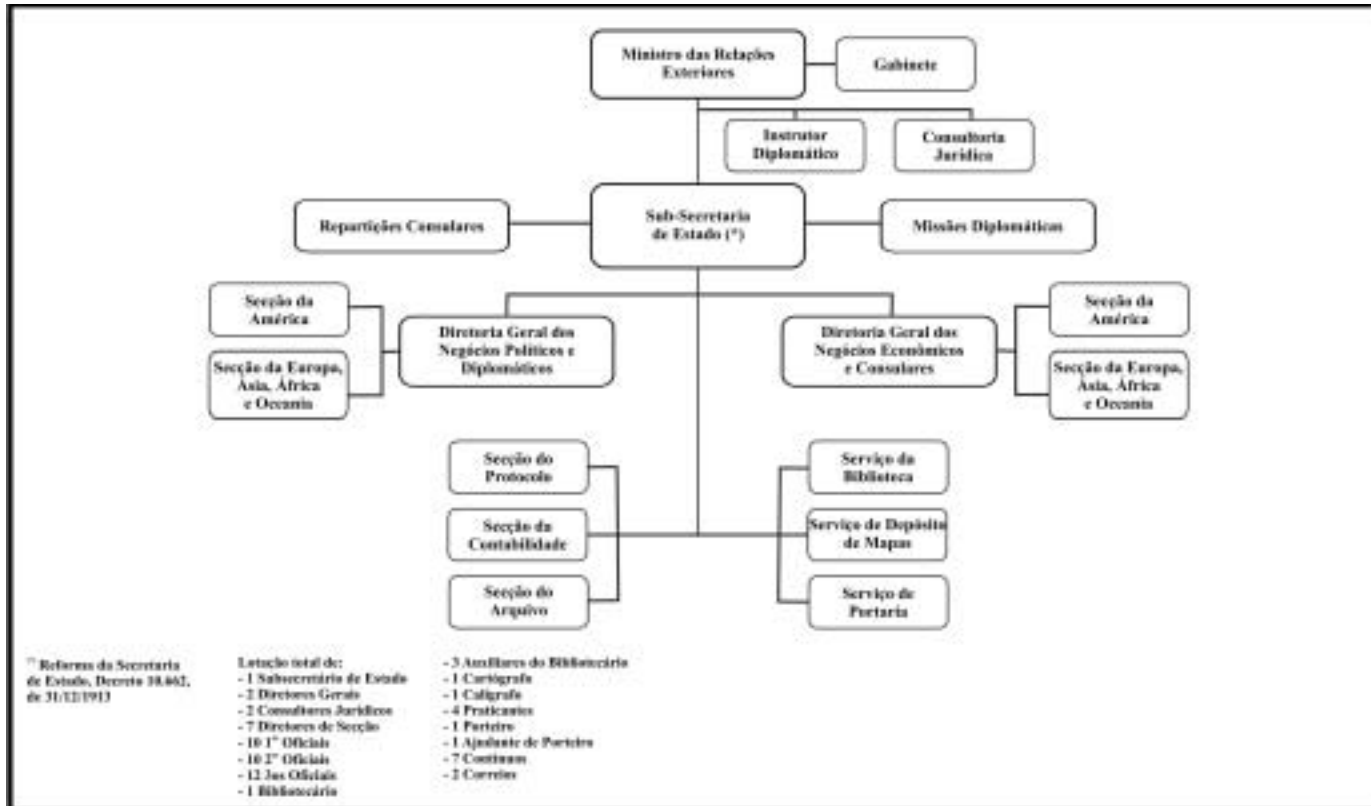 Ministro das Relações
Exteriores
Gabinete
Instrutor
Diplomático
Consultoria
Jurídico
Repartições Consulares
Sub-Secretaria
de Estado (*)
Missões Diplomáticas
Secção da
América
Secção da Europa,
Àsia, África
e Oceania
Diretoria Geral dos
Negócios Políticos e
Diplomáticos
Diretoria Geral dos
Negócios Econômicos
e Consulares
Secção da
América
Secção da Europa,
Àsia, África
e Oceania
Secção do
Protocolo
Secção da
Contabilidade
Secção do
Arquivo
Serviço da
Biblioteca
Serviço de Depósito
de Mapas
Serviço de
Portaria
Reforma da Secretaria
de Estado, Decreto 10.662,
de 31/12/1913
Lotação total de:
- 1 Subsecretário de Estado
- 2 Diretores Gerais
- 2 Consultores Jurídicos
- 7 Diretores de Secção
- 10 1º Oficiais
- 10 2º Oficiais
- 12 3os Oficiais
- 1 Bibliotecário
- 3 Auxiliares do Bibliotecário
- 1 Cartógrafo
- 1 Calígrafo
- 4 Praticantes
- 1 Porteiro
- 1 Ajudante de Porteiro
- 7 Contínuos
- 2 Correios